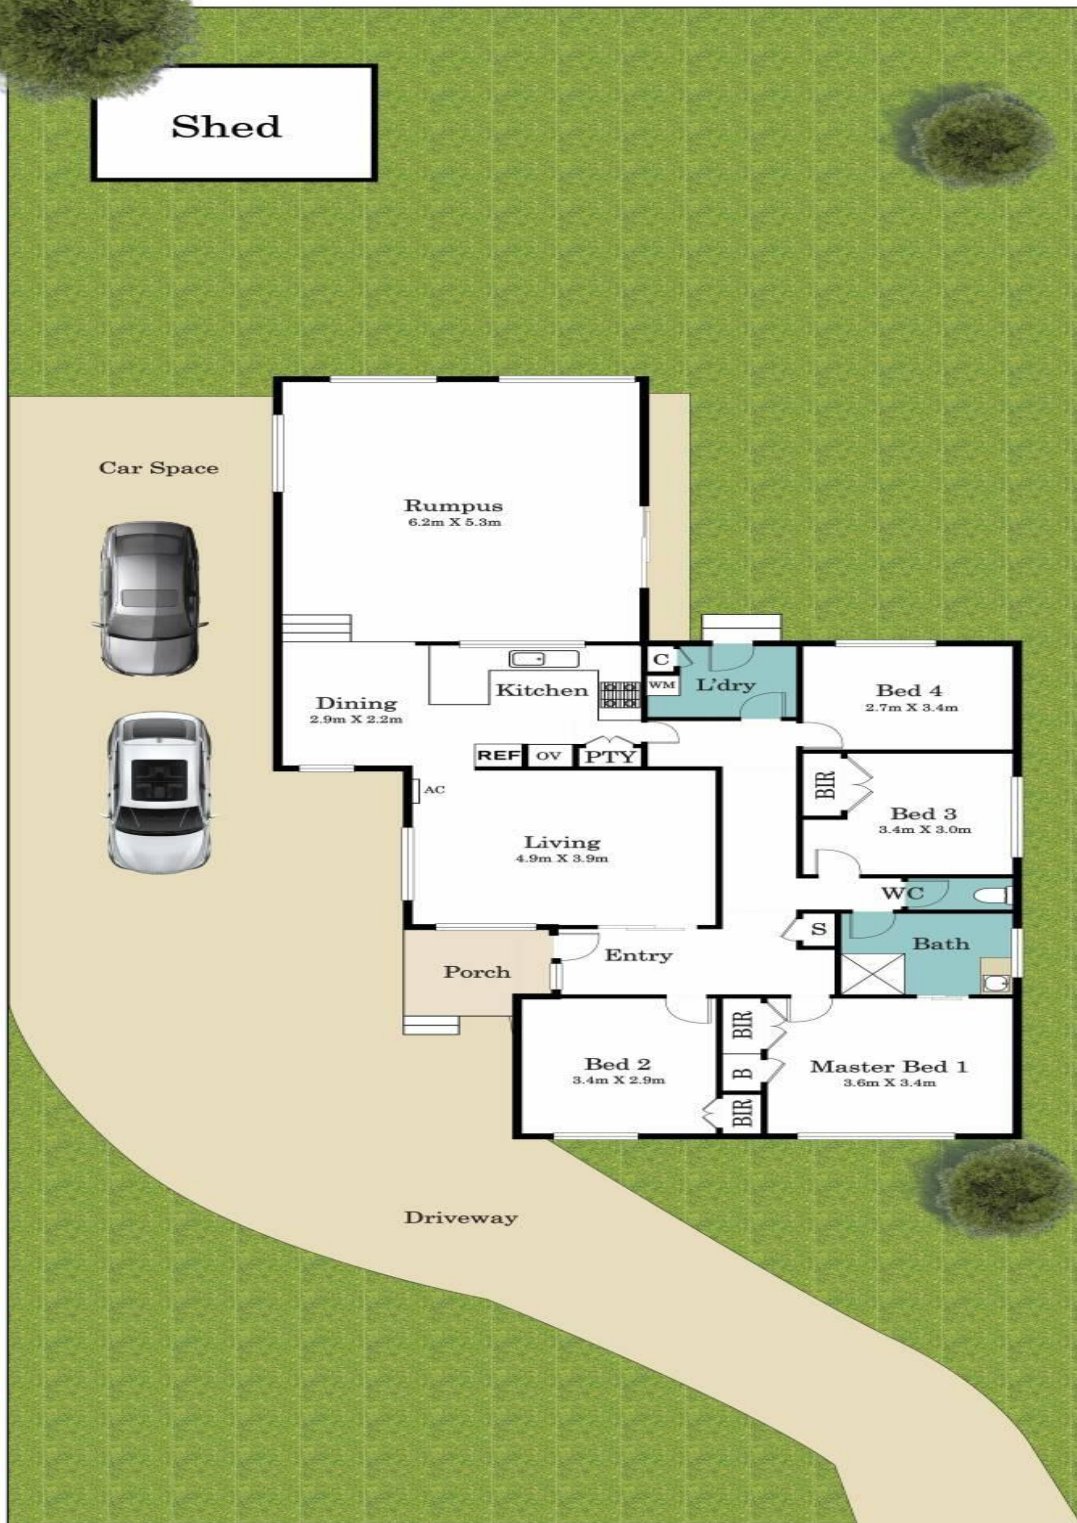 Shed
Car Space
Rumpus
6.2m X 5.3m
C
WM
L'dry
Kitchen
Dining
2.9m X 2.2m
Bed 4
2.7m X 3.4m
REF
OV
PTY
AC
BIR
Bed 3
3.4m X 3.0m
Living
4.9m X 3.9m
WC
S
Bath
Entry
Porch
BIR
Bed 2
3.4m X 2.9m
B
Master Bed 1
3.6m X 3.4m
BIR
Driveway